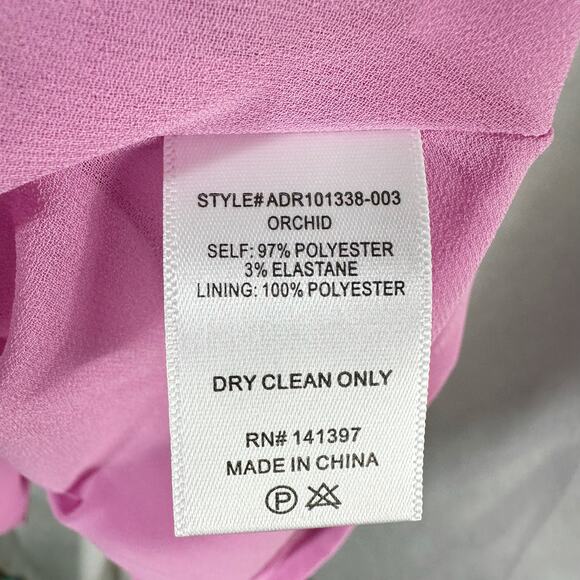 STYLE# ADR101338-003
ORCHID
SELF: 97% POLYESTER
3% ELASTANE
LINING: 100% POLYESTER
DRY CLEAN ONLY
RN# 141397
MADE IN CHINA
P